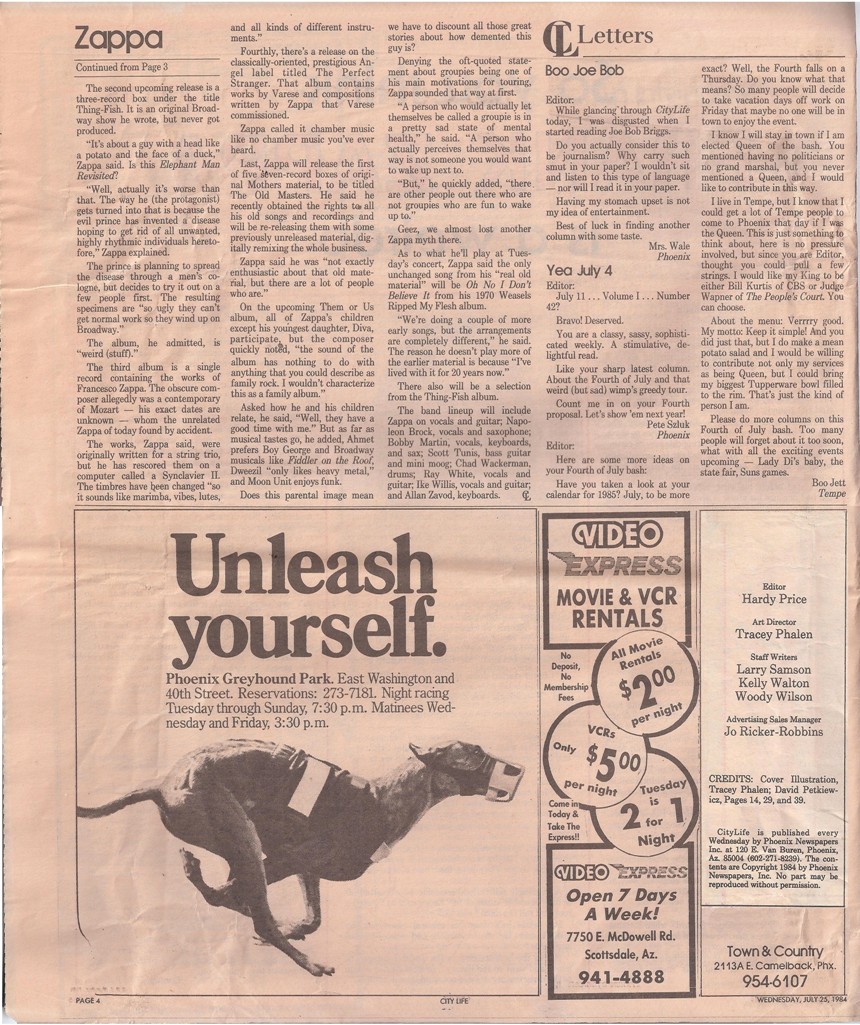 Zappa
Continued from Page 3
The second upcoming release is a
three-record box under the title
Thing-Fish. It is an original Broad-
way show he wrote, but never got
produced.
"It's about a guy with a head like
a potato and the face of a duck,"
Zappa said. Is this Elephant Man
Revisited?
"Well, actually it's worse than
that. The way he (the protagonist)
gets turned into that is because the
evil prince has invented a disease
hoping to get rid of all unwanted,
highly rhythmic individuals hereto-
fore," Zappa explained.
The prince is planning to spread
the disease through a men's co-
logne, but decides to try it out on a
few people first. The resulting
specimens are "so ugly they can't
get normal work so they wind up on
Broadway."
The album, he admitted, is
"weird (stuff)."
The third album is a single
record containing the works of
Francesco Zappa. The obscure com-
poser allegedly was a contemporary
of Mozart — his exact dates are
unknown — whom the unrelated
Zappa of today found by accident.
The works, Zappa said, were
originally written for a string trio,
but he has rescored them on a
computer called a Synclavier II.
The timbres have been changed "so
it sounds like marimba, vibes, lutes,
and all kinds of different instru-
ments."
Fourthly, there's a release on the
classically-oriented, prestigious An-
gel label titled The Perfect
Stranger. That album contains
works by Varese and compositions
written by Zappa that Varese
commissioned.
Zappa called it chamber music
like no chamber music you've ever
heard.
Last, Zappa will release the first
of five seven-record boxes of origi-
nal Mothers material, to be titled
The Old Masters. He said he
recently obtained the rights to all
his old songs and recordings and
will be re-releasing them with some
previously unreleased material, dig-
itally remixing the whole business.
Zappa said he was "not exactly
enthusiastic about that old mate-
rial, but there are a lot of people
who are."
On the upcoming Them or Us
album, all of Zappa's children
except his youngest daughter, Diva,
participate, but the composer
quickly noted, "the sound of the
album has nothing to do with
anything that you could describe as
family rock. I wouldn't characterize
this as a family album."
Asked how he and his children
relate, he said, "Well, they have a
good time with me." But as far as
musical tastes go, he added, Ahmet
prefers Boy George and Broadway
musicals like Fiddler on the Roof,
Dweezil "only likes heavy metal,"
and Moon Unit enjoys funk.
Does this parental image mean
we have to discount all those great
stories about how demented this
guy is?
Denying the oft-quoted state-
ment about groupies being one of
his main motivations for touring,
Zappa sounded that way at first.
"A person who would actually let
themselves be called a groupie is in
a pretty sad state of mental
health," he said. "A person who
actually perceives themselves that
way is not someone you would want
to wake up next to.
"But," he quickly added, "there
are other people out there who are
not groupies who are fun to wake
up to."
Geez, we almost lost another
Zappa myth there.
As to what he'll play at Tues-
day's concert, Zappa said the only
unchanged song from his "real old
material" will be Oh No I Don't
Believe It from his 1970 Weasels
Ripped My Flesh album.
"We're doing a couple of more
early songs, but the arrangements
are completely different," he said.
The reason he doesn't play more of
the earlier material is because "I've
lived with it for 20 years now."
There also will be a selection
from the Thing-Fish album.
The band lineup will include
Zappa on vocals and guitar; Napo-
leon Brock, vocals and saxophone;
Bobby Martin, vocals, keyboards,
and sax; Scott Tunis, bass guitar
and mini moog; Chad Wackerman,
drums; Ray White, vocals and
guitar; Ike Willis, vocals and guitar;
and Allan Zavod, keyboards. CL
CL Letters
Boo Joe Bob
Editor:
While glancing through CityLife
today, I was disgusted when I
started reading Joe Bob Briggs.
Do you actually consider this to
be journalism? Why carry such
smut in your paper? I wouldn't sit
and listen to this type of language
— nor will I read it in your paper.
Having my stomach upset is not
my idea of entertainment.
Best of luck in finding another
column with some taste.
Mrs. Wale
Phoenix
Yea July 4
Editor:
July 11 . . . Volume I . . . Number
42?
Bravo! Deserved.
You are a classy, sassy, sophisti-
cated weekly. A stimulative, de-
lightful read.
Like your sharp latest column.
About the Fourth of July and that
weird (but sad) wimp's greedy tour.
Count me in on your Fourth
proposal. Let's show 'em next year!
Pete Szluk
Phoenix
Editor:
Here are some more ideas on
your Fourth of July bash:
Have you taken a look at your
calendar for 1985? July, to be more
exact? Well, the Fourth falls on a
Thursday. Do you know what that
means? So many people will decide
to take vacation days off work on
Friday that maybe no one will be in
town to enjoy the event.
I know I will stay in town if I am
elected Queen of the bash. You
mentioned having no politicians or
no grand marshal, but you never
mentioned a Queen, and I would
like to contribute in this way.
I live in Tempe, but I know that I
could get a lot of Tempe people to
come to Phoenix that day if I was
the Queen. This is just something to
think about, there is no pressure
involved, but since you are Editor,
thought you could pull a few
strings. I would like my King to be
either Bill Kurtis of CBS or Judge
Wapner of The People's Court. You
can choose.
About the menu: Verrrry good.
My motto: Keep it simple! And you
did just that, but I do make a mean
potato salad and I would be willing
to contribute not only my services
as being Queen, but I could bring
my biggest Tupperware bowl filled
to the rim. That's just the kind of
person I am.
Please do more columns on this
Fourth of July bash. Too many
people will forget about it too soon,
what with all the exciting events
upcoming — Lady Di's baby, the
state fair, Suns games.
Boo Jett
Tempe
Unleash
yourself.
Phoenix Greyhound Park. East Washington and
40th Street. Reservations: 273-7181. Night racing
Tuesday through Sunday, 7:30 p.m. Matinees Wed-
nesday and Friday, 3:30 p.m.
VIDEO
EXPRESS
MOVIE & VCR
RENTALS
No
Deposit,
No
Membership
Fees
All Movie
Rentals
$2.00
per night
VCRs
Only
$5.00
per night
Tuesday
is
2 for 1
Night
Come in
Today &
Take The
Express!!
VIDEO EXPRESS
Open 7 Days
A Week!
7750 E. McDowell Rd.
Scottsdale, Az.
941-4888
Editor
Hardy Price
Art Director
Tracey Phalen
Staff Writers
Larry Samson
Kelly Walton
Woody Wilson
Advertising Sales Manager
Jo Ricker-Robbins
CREDITS: Cover Illustration,
Tracey Phalen; David Petkiew-
icz, Pages 14, 29, and 39.
CityLife is published every
Wednesday by Phoenix Newspapers
Inc. at 120 E. Van Buren, Phoenix,
Az. 85004 (602-271-8239). The con-
tents are Copyright 1984 by Phoenix
Newspapers, Inc. No part may be
reproduced without permission.
Town & Country
2113A E. Camelback, Phx.
954-6107
PAGE 4
CITY LIFE
WEDNESDAY, JULY 25, 1984